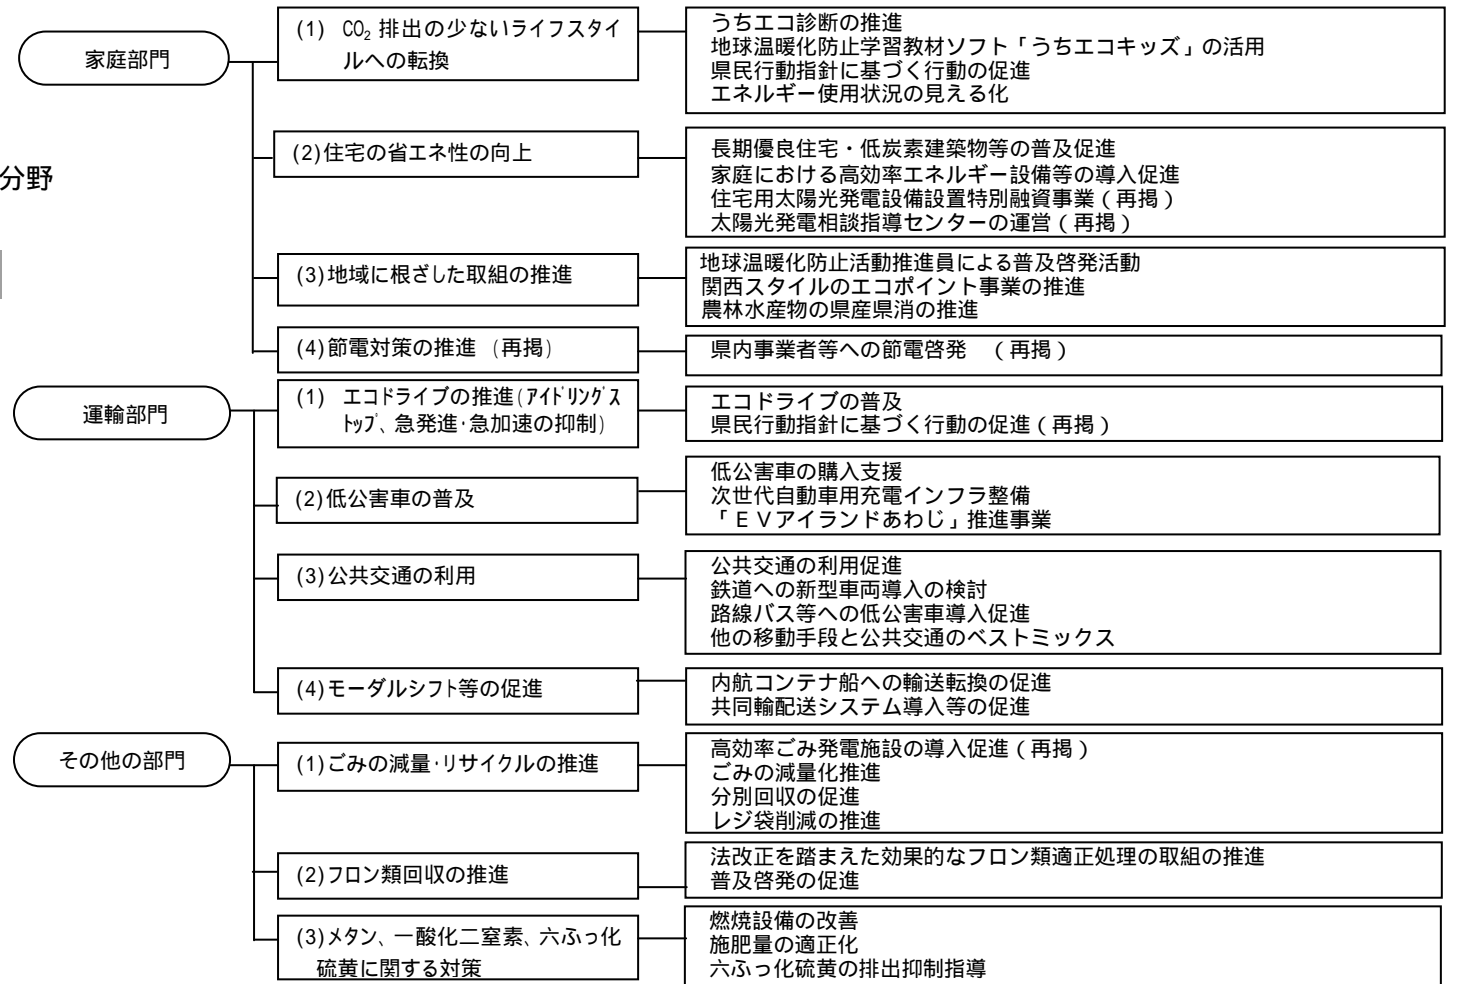 分野
家庭部門
(1) CO₂排出の少ないライフスタイ
ルへの転換
うちエコ診断の推進
地球温暖化防止学習教材ソフト「うちエコキッズ」の活用
県民行動指針に基づく行動の促進
エネルギー使用状況の見える化
(2)住宅の省エネ性の向上
長期優良住宅・低炭素建築物等の普及促進
家庭における高効率エネルギー設備等の導入促進
住宅用太陽光発電設備設置特別融資事業(再掲)
太陽光発電相談指導センターの運営(再掲)
(3)地域に根ざした取組の推進
地球温暖化防止活動推進員による普及啓発活動
関西スタイルのエコポイント事業の推進
農林水産物の県産県消の推進
(4)節電対策の推進 (再掲)
県内事業者等への節電啓発 (再掲)
運輸部門
(1) エコドライブの推進(ｱｲﾄﾞﾘﾝｸﾞｽ
ﾄｯﾌﾟ、急発進･急加速の抑制)
エコドライブの普及
県民行動指針に基づく行動の促進(再掲)
(2)低公害車の普及
低公害車の購入支援
次世代自動車用充電インフラ整備
「ＥＶアイランドあわじ」推進事業
(3)公共交通の利用
公共交通の利用促進
鉄道への新型車両導入の検討
路線バス等への低公害車導入促進
他の移動手段と公共交通のベストミックス
(4)モーダルシフト等の促進
内航コンテナ船への輸送転換の促進
共同輸配送システム導入等の促進
その他の部門
(1)ごみの減量･リサイクルの推進
高効率ごみ発電施設の導入促進(再掲)
ごみの減量化推進
分別回収の促進
レジ袋削減の推進
(2)フロン類回収の推進
法改正を踏まえた効果的なフロン類適正処理の取組の推進
普及啓発の促進
(3)メタン、一酸化二窒素、六ふっ化
硫黄に関する対策
燃焼設備の改善
施肥量の適正化
六ふっ化硫黄の排出抑制指導